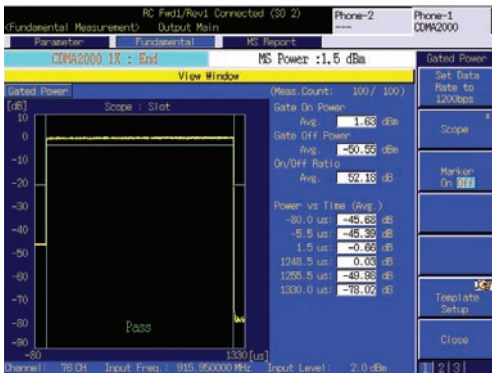 RC Fwd1/Rev1 Connected (SO 2)
<Fundamental Measurement> Output Main
Phone-2
----
Phone-1
CDMA2000
Parameter Fundamental MS Report
CDMA2000 1X : End MS Power :1.5 dBm
Gated Power
View Window
Gated Power
(Meas.Count: 100/ 100)
[dB] Scope : Slot
10
0
-10
-20
-30
-40
-50
-60
-70
-80
-90
Pass
-80 1330 [us]
Gate On Power
Avg. 1.63 dBm
Gate Off Power
Avg. -50.55 dBm
On/Off Ratio
Avg. 52.18 dB
Power vs Time (Avg.)
-80.0 us: -45.68 dB
-5.5 us: -45.39 dB
1.5 us: -0.66 dB
1248.5 us: 0.03 dB
1255.5 us: -49.98 dB
1330.0 us: -78.02 dB
Set Data
Rate to
1200bps
Scope
Marker
On Off
Template
Setup
Close
1 2 3
Channel: 76 CH Input Freq.: 915.950000 MHz Input Level: 2.0 dBm